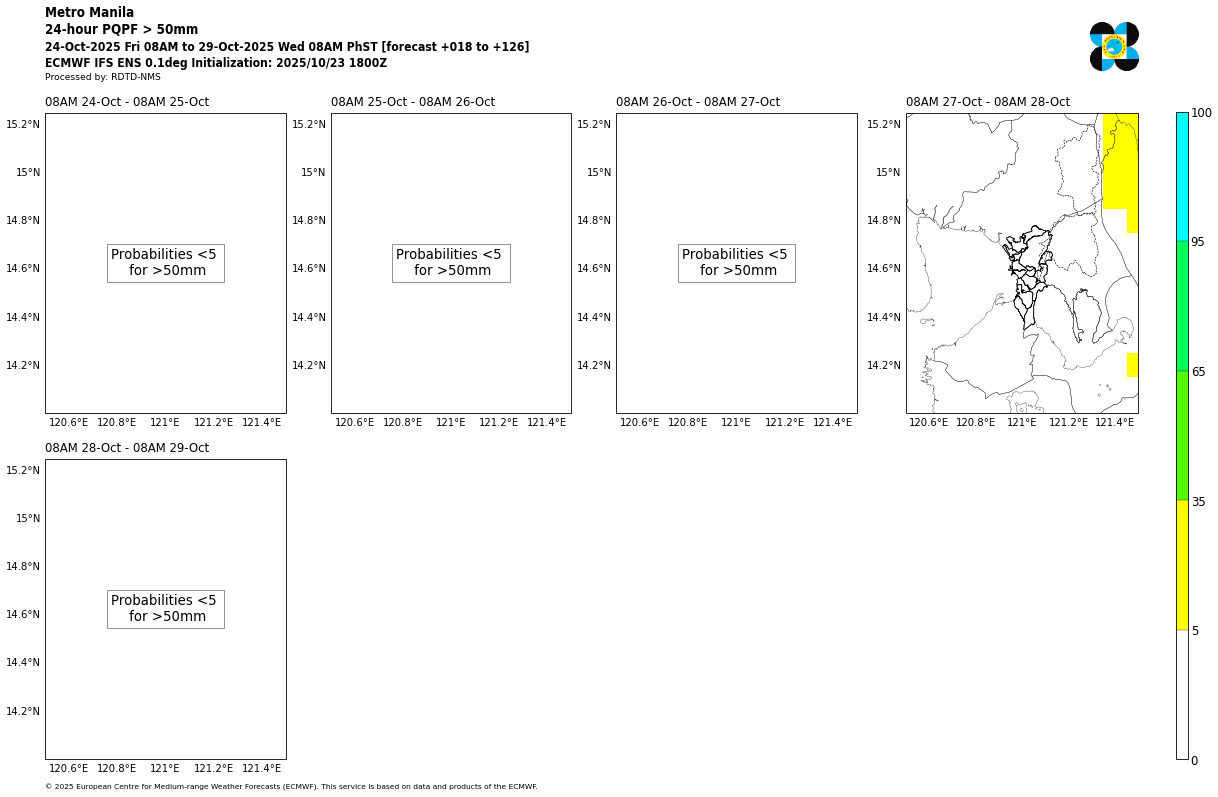 Metro Manila
24-hour PQPF > 50mm
24-Oct-2025 Fri 08AM to 29-Oct-2025 Wed 08AM PhST [forecast +018 to +126]
ECMWF IFS ENS 0.1deg Initialization: 2025/10/23 1800Z
Processed by: RDTD-NMS
08AM 24-Oct - 08AM 25-Oct
15.2°N
15°N
14.8°N
14.6°N
14.4°N
14.2°N
Probabilities <5
for >50mm
120.6°E 120.8°E 121°E 121.2°E 121.4°E
08AM 25-Oct - 08AM 26-Oct
15.2°N
15°N
14.8°N
14.6°N
14.4°N
14.2°N
Probabilities <5
for >50mm
120.6°E 120.8°E 121°E 121.2°E 121.4°E
08AM 26-Oct - 08AM 27-Oct
15.2°N
15°N
14.8°N
14.6°N
14.4°N
14.2°N
Probabilities <5
for >50mm
120.6°E 120.8°E 121°E 121.2°E 121.4°E
08AM 27-Oct - 08AM 28-Oct
15.2°N
15°N
14.8°N
14.6°N
14.4°N
14.2°N
120.6°E 120.8°E 121°E 121.2°E 121.4°E
100
95
65
35
5
0
08AM 28-Oct - 08AM 29-Oct
15.2°N
15°N
14.8°N
14.6°N
14.4°N
14.2°N
Probabilities <5
for >50mm
120.6°E 120.8°E 121°E 121.2°E 121.4°E
© 2025 European Centre for Medium-range Weather Forecasts (ECMWF). This service is based on data and products of the ECMWF.